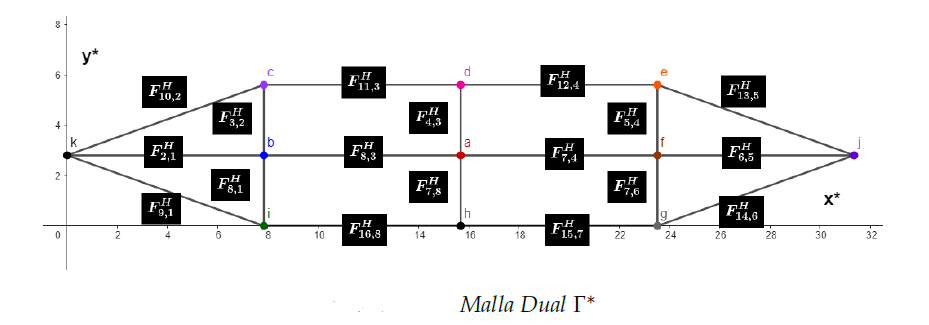 8
y*
c
d
e
6
F^H_{10,2}
F^H_{11,3}
F^H_{12,4}
F^H_{13,5}
F^H_{3,2}
F^H_{4,3}
F^H_{5,4}
4
k
b
a
f
j
F^H_{2,1}
F^H_{8,3}
F^H_{7,4}
F^H_{6,5}
2
F^H_{8,1}
F^H_{7,8}
F^H_{7,6}
x*
F^H_{9,1}
i
h
g
F^H_{16,8}
F^H_{15,7}
F^H_{14,6}
0 2 4 6 8 10 12 14 16 18 20 22 24 26 28 30 32
Malla Dual Γ*